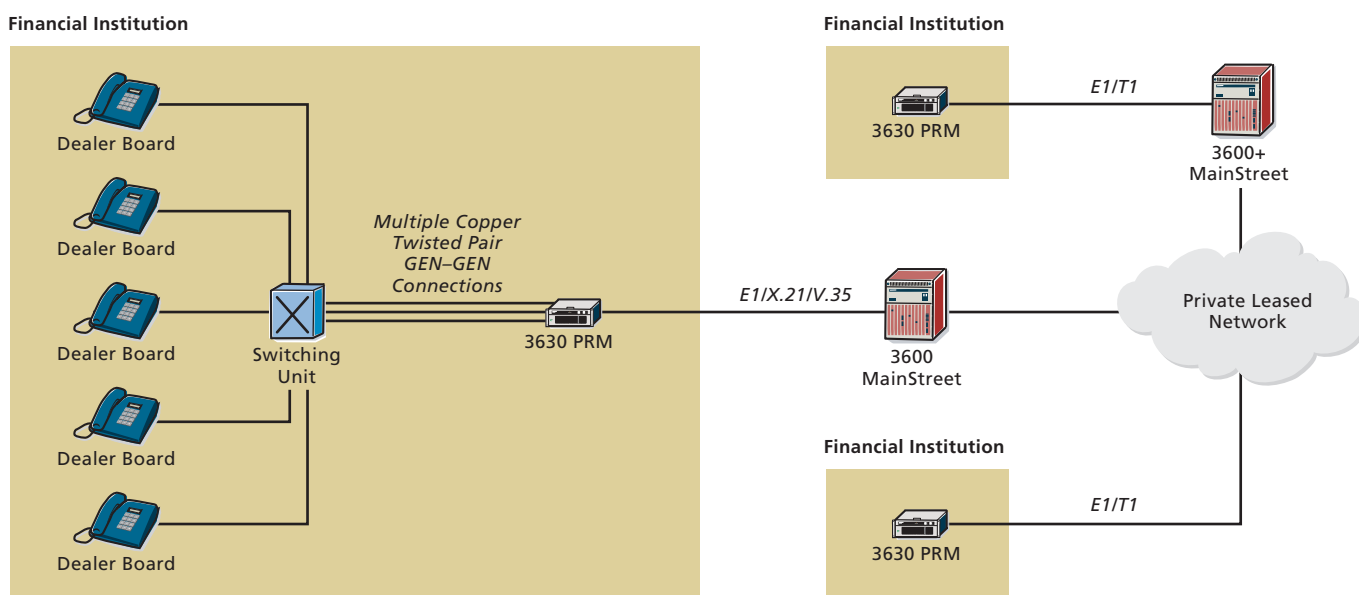 Financial Institution
Dealer Board
Dealer Board
Dealer Board
Dealer Board
Dealer Board
Switching
Unit
Multiple Copper
Twisted Pair
GEN–GEN
Connections
3630 PRM
E1/X.21/V.35
3600
MainStreet
Financial Institution
3630 PRM
E1/T1
3600+
MainStreet
Private Leased
Network
Financial Institution
3630 PRM
E1/T1